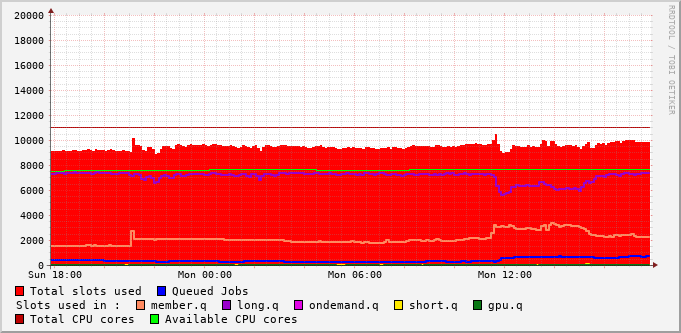 20000
18000
16000
14000
12000
10000
8000
6000
4000
2000
0
Sun 18:00 Mon 00:00 Mon 06:00 Mon 12:00
RRDTOOL / TOBI OETIKER
Total slots used Queued Jobs
Slots used in : member.q long.q ondemand.q short.q gpu.q
Total CPU cores Available CPU cores